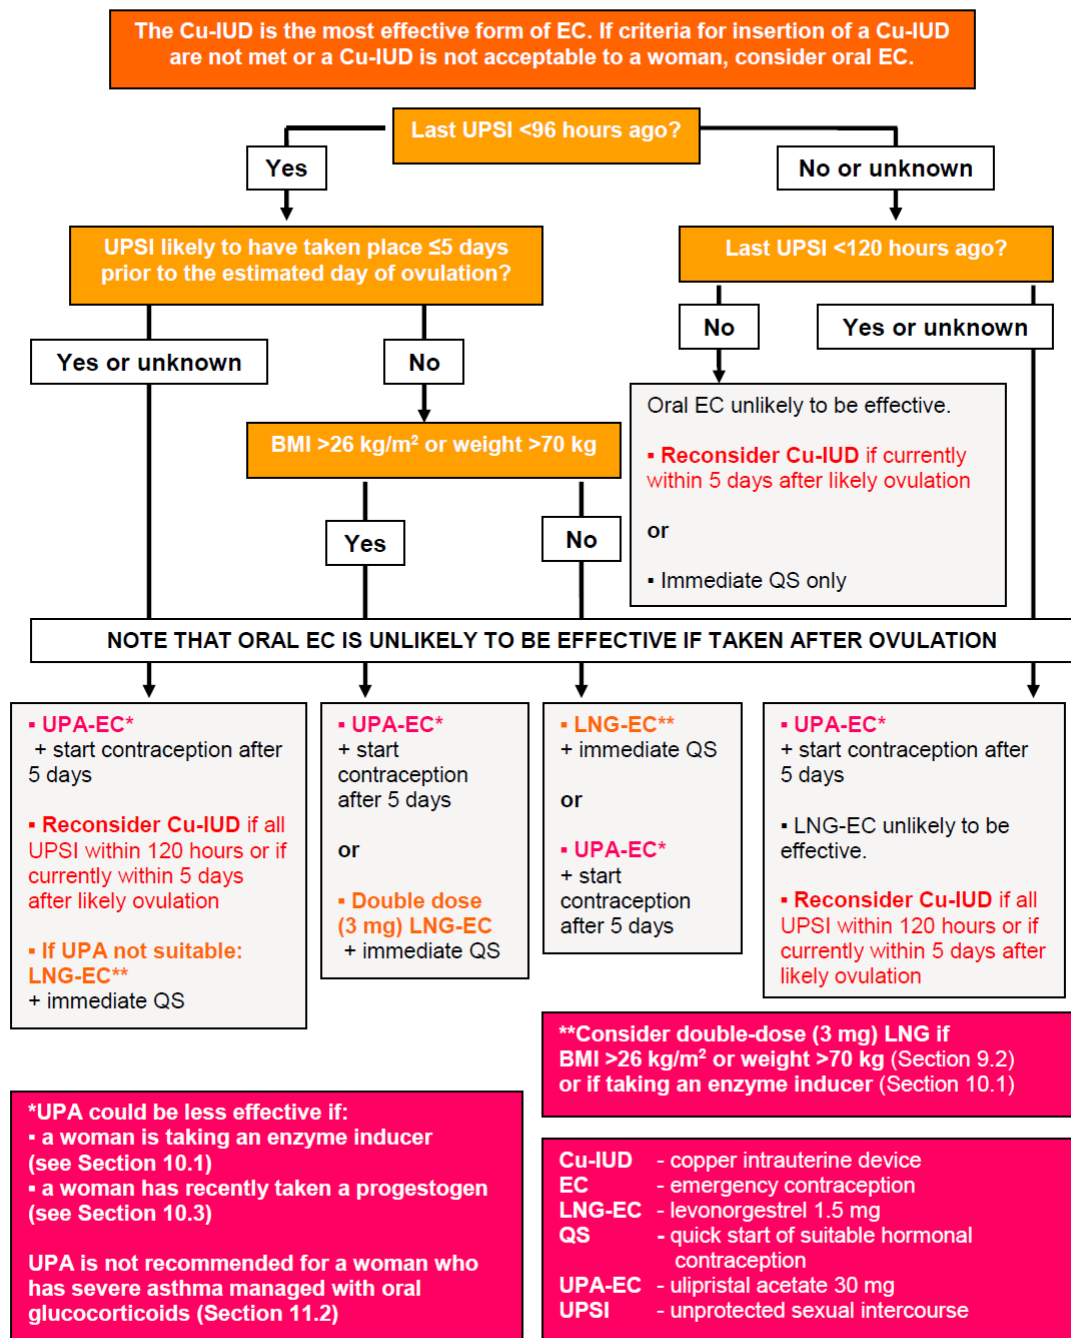 The Cu-IUD is the most effective form of EC. If criteria for insertion of a Cu-IUD
are not met or a Cu-IUD is not acceptable to a woman, consider oral EC.
Last UPSI <96 hours ago?
Yes
No or unknown
UPSI likely to have taken place ≤5 days
prior to the estimated day of ovulation?
Last UPSI <120 hours ago?
Yes or unknown
No
No
Yes or unknown
BMI >26 kg/m² or weight >70 kg
Yes
No
Oral EC unlikely to be effective.
▪ Reconsider Cu-IUD if currently
within 5 days after likely ovulation
or
▪ Immediate QS only
NOTE THAT ORAL EC IS UNLIKELY TO BE EFFECTIVE IF TAKEN AFTER OVULATION
▪ UPA-EC*
+ start contraception after
5 days
▪ Reconsider Cu-IUD if all
UPSI within 120 hours or if
currently within 5 days
after likely ovulation
▪ If UPA not suitable:
LNG-EC**
+ immediate QS
▪ UPA-EC*
+ start
contraception
after 5 days
or
▪ Double dose
(3 mg) LNG-EC
+ immediate QS
▪ LNG-EC**
+ immediate QS
or
▪ UPA-EC*
+ start
contraception
after 5 days
▪ UPA-EC*
+ start contraception after
5 days
▪ LNG-EC unlikely to be
effective.
▪ Reconsider Cu-IUD if all
UPSI within 120 hours or if
currently within 5 days after
likely ovulation
**Consider double-dose (3 mg) LNG if
BMI >26 kg/m² or weight >70 kg (Section 9.2)
or if taking an enzyme inducer (Section 10.1)
*UPA could be less effective if:
▪ a woman is taking an enzyme inducer
(see Section 10.1)
▪ a woman has recently taken a progestogen
(see Section 10.3)
UPA is not recommended for a woman who
has severe asthma managed with oral
glucocorticoids (Section 11.2)
Cu-IUD - copper intrauterine device
EC - emergency contraception
LNG-EC - levonorgestrel 1.5 mg
QS - quick start of suitable hormonal
contraception
UPA-EC - ulipristal acetate 30 mg
UPSI - unprotected sexual intercourse